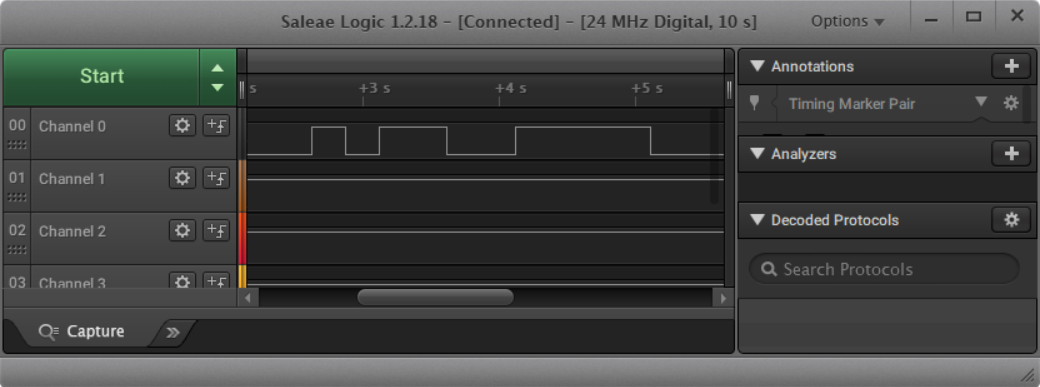 Saleae Logic 1.2.18 - [Connected] - [24 MHz Digital, 10 s]
Options
Start
s +3 s +4 s +5 s
00 Channel 0
01 Channel 1
02 Channel 2
03 Channel 3
Capture
Annotations
Timing Marker Pair
Analyzers
Decoded Protocols
Search Protocols